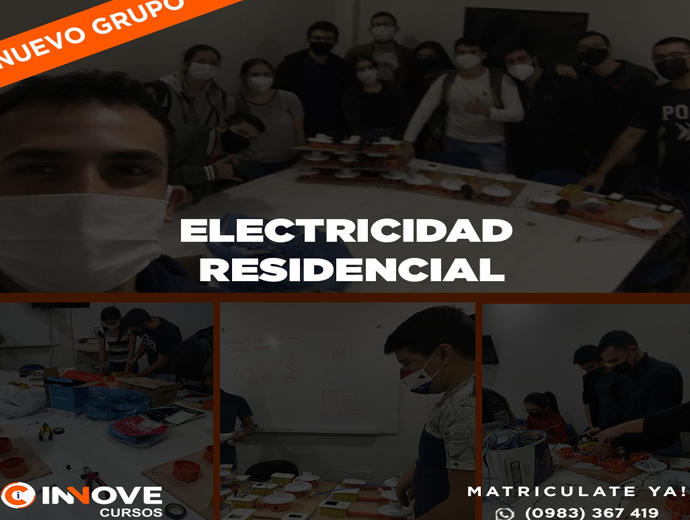 NUEVO GRUPO
ELECTRICIDAD
RESIDENCIAL
INNOVE
CURSOS
MATRICULATE YA!
(0983) 367 419